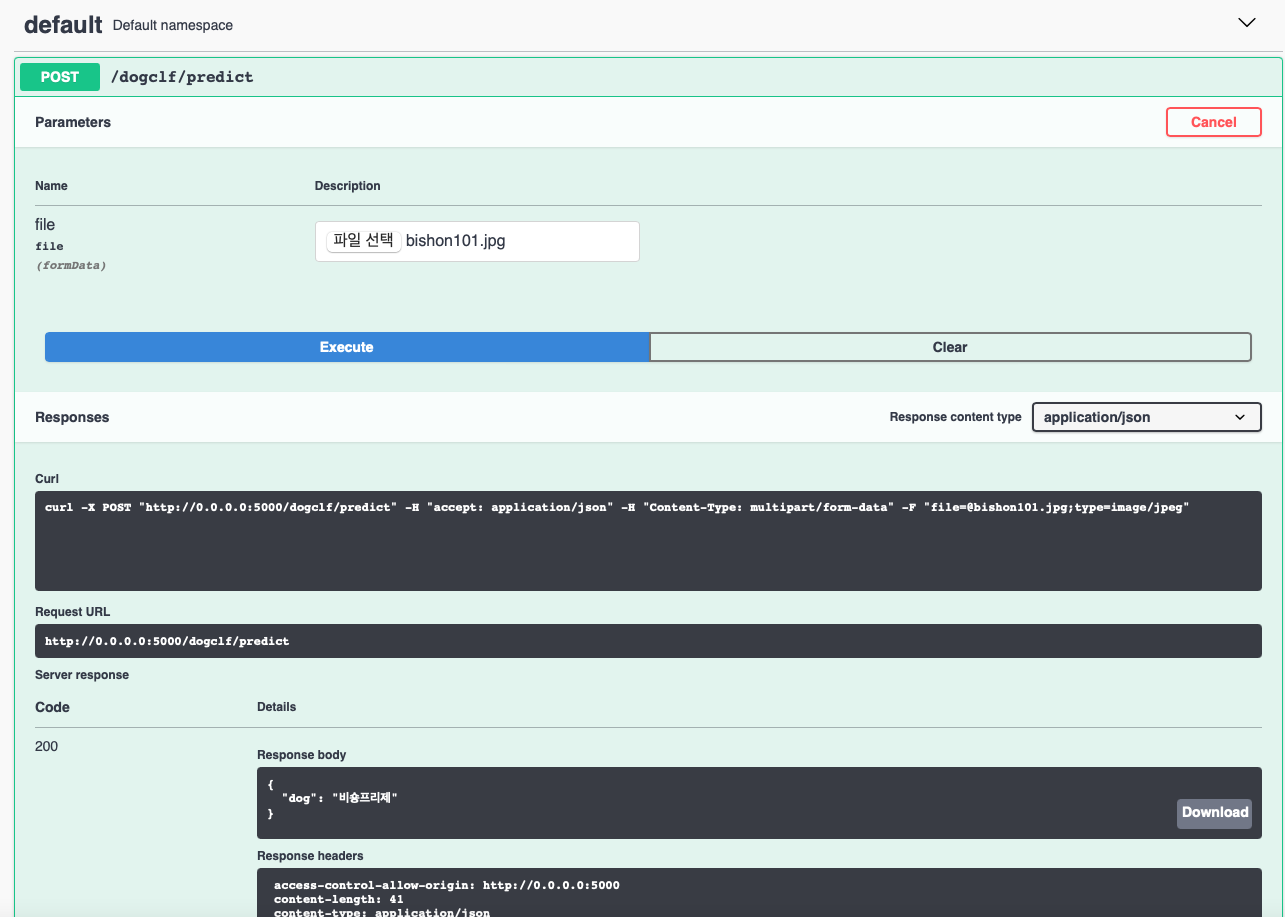 default Default namespace
POST /dogclf/predict
Parameters Cancel
Name Description
file
file
(formData)
파일 선택 bishon101.jpg
Execute Clear
Responses Response content type application/json
Curl
curl -X POST "http://0.0.0.0:5000/dogclf/predict" -H "accept: application/json" -H "Content-Type: multipart/form-data" -F "file=@bishon101.jpg;type=image/jpeg"
Request URL
http://0.0.0.0:5000/dogclf/predict
Server response
Code Details
200
Response body
{
"dog": "비숑프리제"
}
Download
Response headers
access-control-allow-origin: http://0.0.0.0:5000
content-length: 41
content-type: application/json